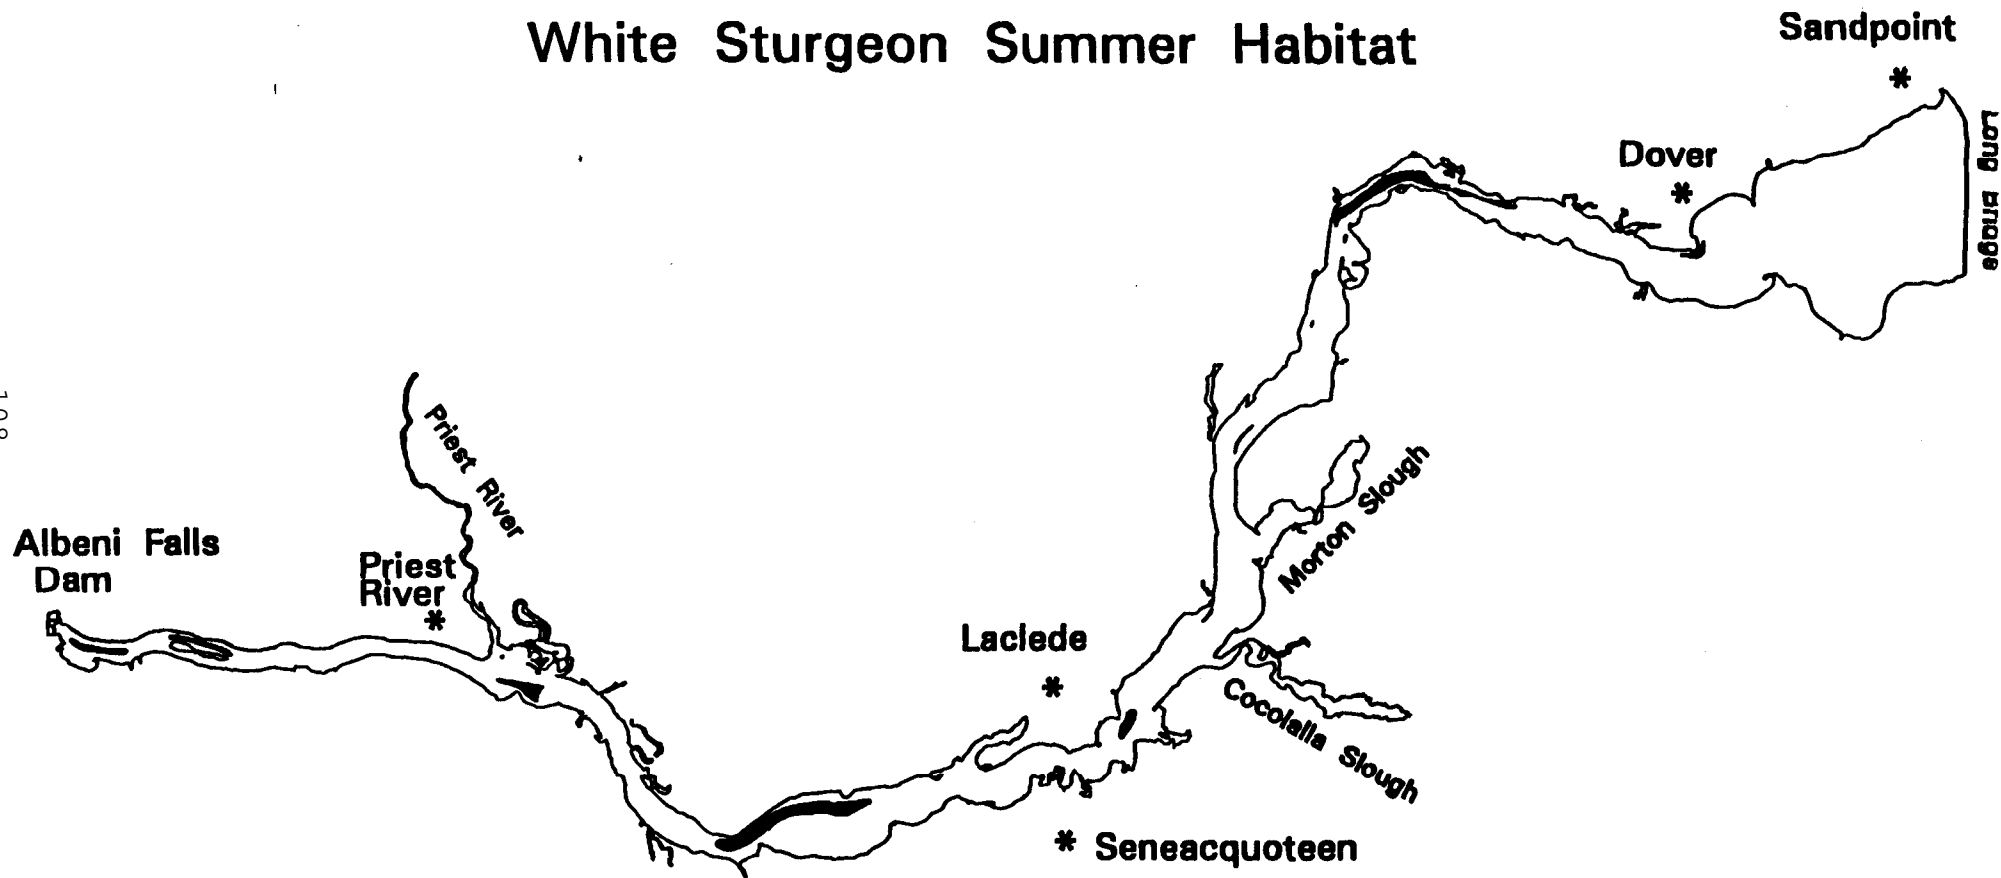 White Sturgeon Summer Habitat
Sandpoint
*
Long Bridge
Dover
*
Priest River
Morton Slough
Albeni Falls
Dam
Priest
River
*
Laclede
*
Cocolalla Slough
* Seneacquoteen